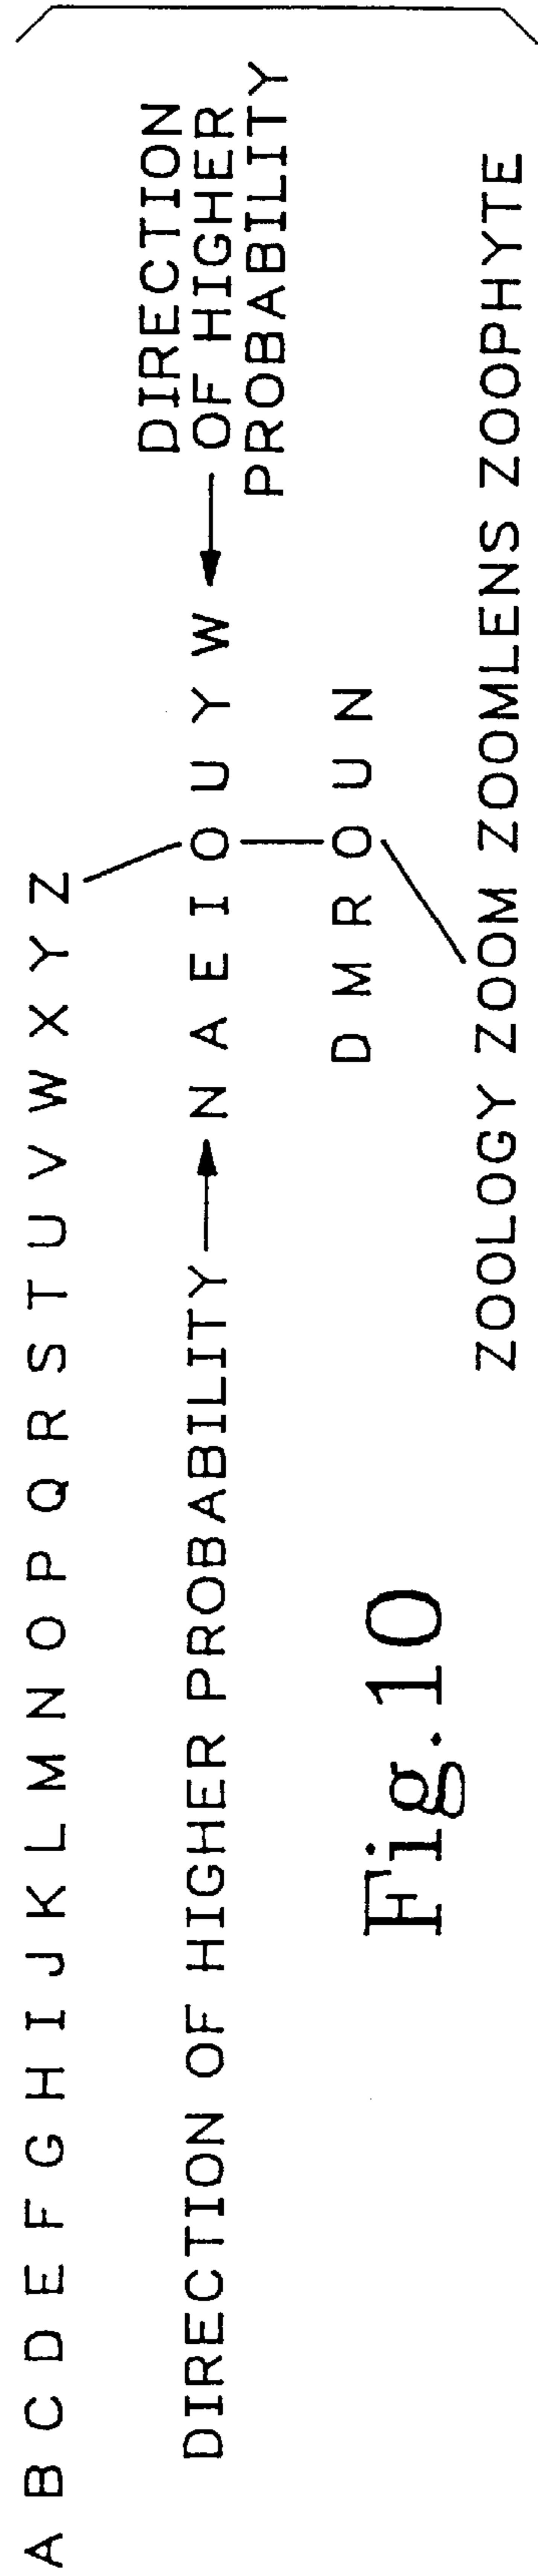 A B C D E F G H I J K L M N O P Q R S T U V W X Y Z
DIRECTION OF HIGHER PROBABILITY
N A E I O U Y W
DIRECTION
OF HIGHER
PROBABILITY
D M R O U N
ZOOLOGY ZOOM ZOOMLENS ZOOPHYTE
Fig.10